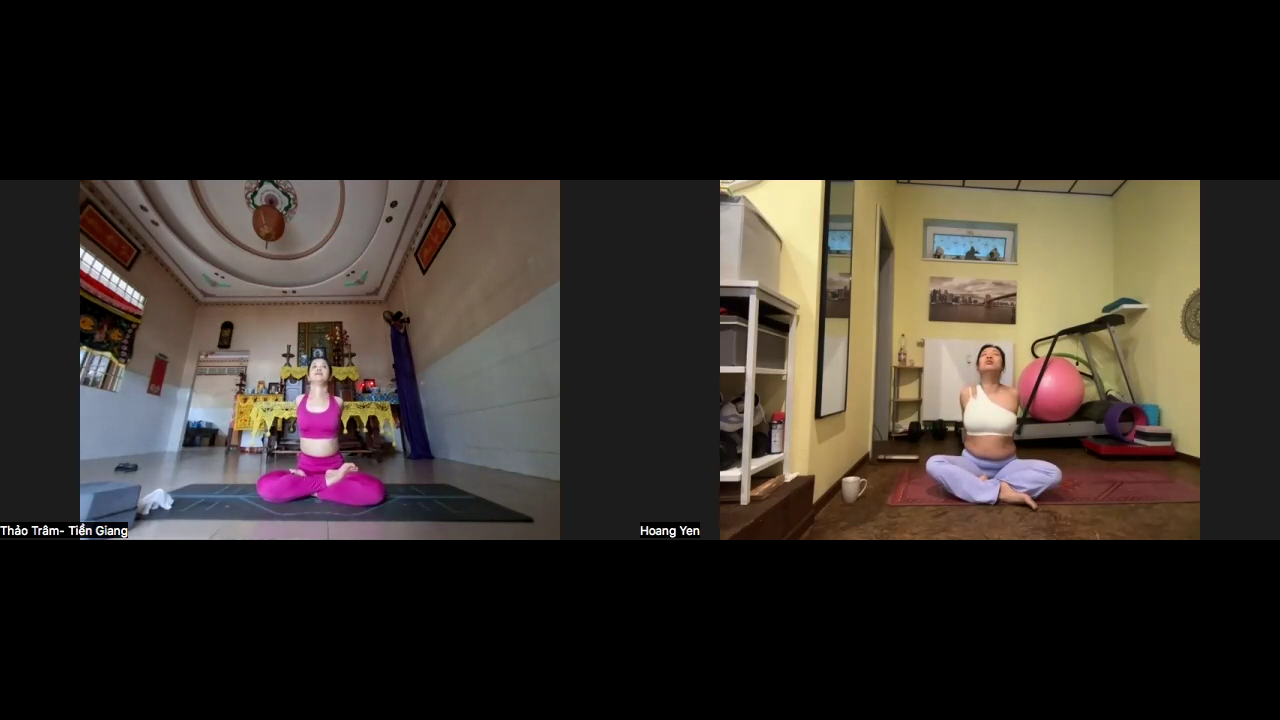 Thảo Trâm- Tiền Giang
Hoang Yen